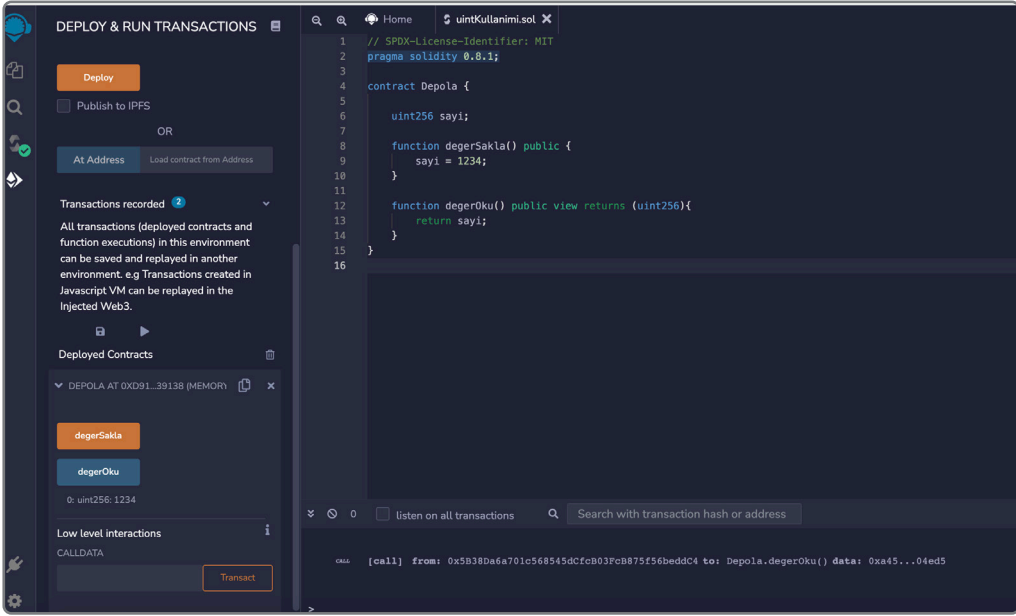 DEPLOY & RUN TRANSACTIONS
Deploy
Publish to IPFS
OR
At Address
Load contract from Address
Transactions recorded 2
All transactions (deployed contracts and
function executions) in this environment
can be saved and replayed in another
environment. e.g Transactions created in
Javascript VM can be replayed in the
Injected Web3.
Deployed Contracts
DEPOLA AT 0XD91...39138 (MEMORY
degerSakla
degerOku
0: uint256: 1234
Low level interactions
i
CALLDATA
Transact
Home
uintKullanimi.sol
1 // SPDX-License-Identifier: MIT
2 pragma solidity 0.8.1;
3
4 contract Depola {
5
6 uint256 sayi;
7
8 function degerSakla() public {
9 sayi = 1234;
10 }
11
12 function degerOku() public view returns (uint256){
13 return sayi;
14 }
15 }
16
0
listen on all transactions
Search with transaction hash or address
CALL [call] from: 0x5B38Da6a701c568545dCfcB03FcB875f56beddC4 to: Depola.degerOku() data: 0xa45...04ed5
>